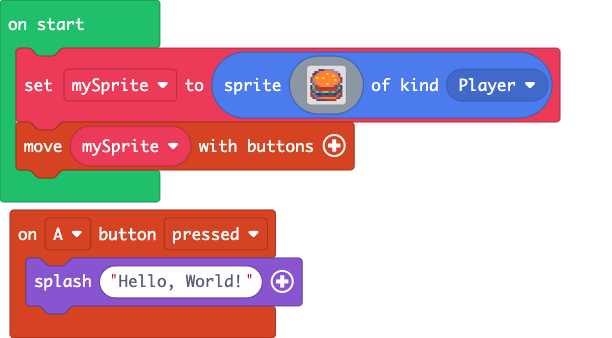 on start
set mySprite to sprite of kind Player
move mySprite with buttons
on A button pressed
splash "Hello, World!"